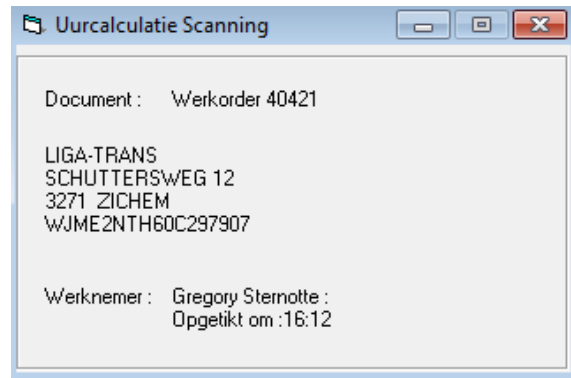 Uurcalculatie Scanning
Document : Werkorder 40421
LIGA-TRANS
SCHUTTERSWEG 12
3271 ZICHEM
WJME2NTH60C297907
Werknemer : Gregory Sternotte :
Opgetikt om :16:12